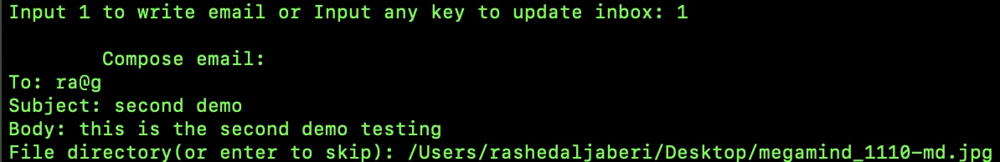 Input 1 to write email or Input any key to update inbox: 1
Compose email:
To: ra@g
Subject: second demo
Body: this is the second demo testing
File directory(or enter to skip): /Users/rashedaljaberi/Desktop/megamind_1110-md.jpg